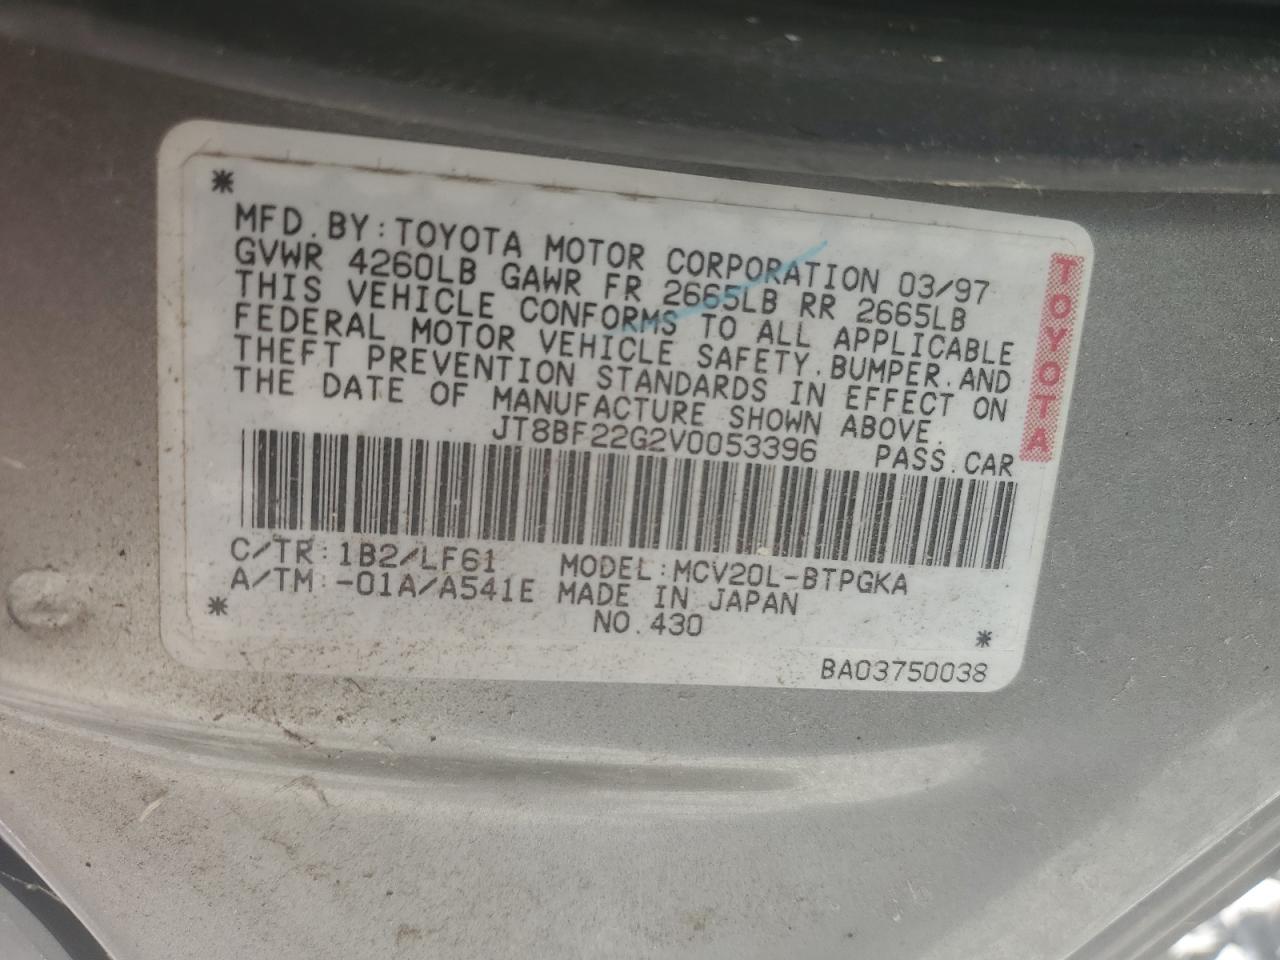 *
MFD. BY: TOYOTA MOTOR CORPORATION 03/97
GVWR 4260LB GAWR FR 2665LB RR 2665LB
THIS VEHICLE CONFORMS TO ALL APPLICABLE
FEDERAL MOTOR VEHICLE SAFETY. BUMPER. AND
THEFT PREVENTION STANDARDS IN EFFECT ON
THE DATE OF MANUFACTURE SHOWN ABOVE.
JT8BF22G2V0053396 PASS. CAR
C/TR: 1B2/LF61 MODEL: MCV20L-BTPGKA
A/TM: -01A/A541E MADE IN JAPAN
* NO. 430 *
BA03750038
TOYOTA